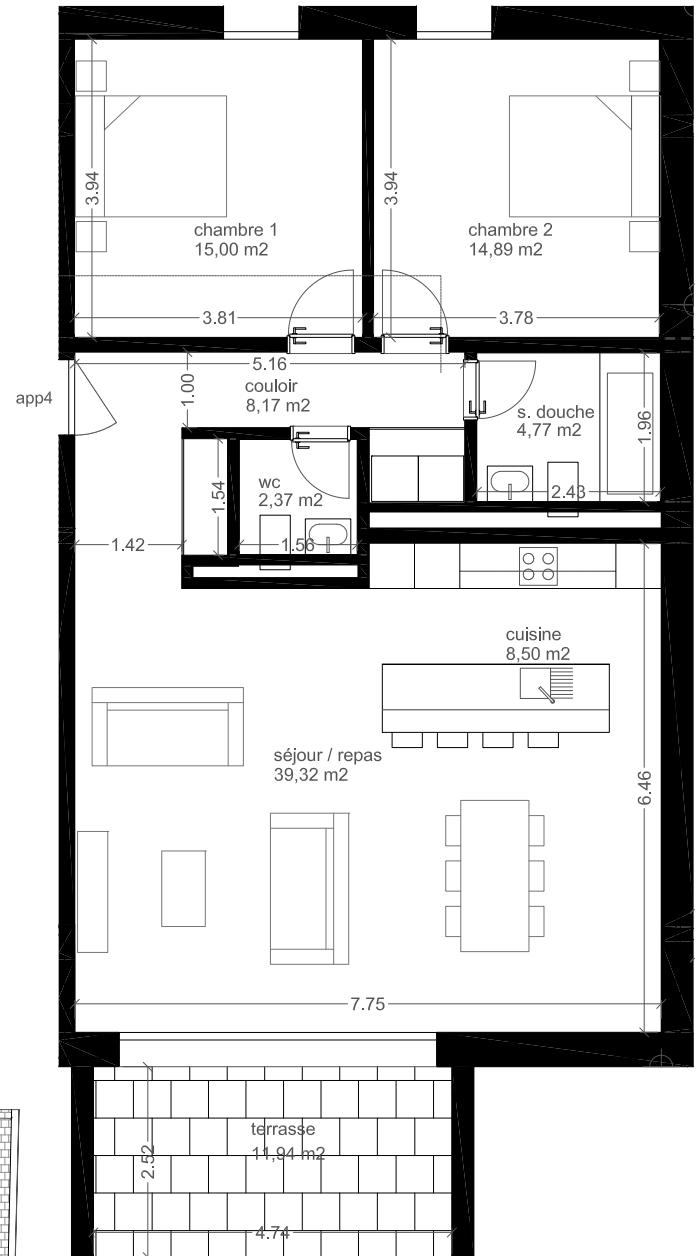 3.94
3.94
chambre 1
15,00 m2
chambre 2
14,89 m2
3.81
3.78
5.16
app4
1.00
couloir
8,17 m2
s. douche
4,77 m2
1.96
wc
2,37 m2
1.54
2.43
1.42
1.56
cuisine
8,50 m2
séjour / repas
39,32 m2
6.46
7.75
terrasse
11,94 m2
2.52
4.74